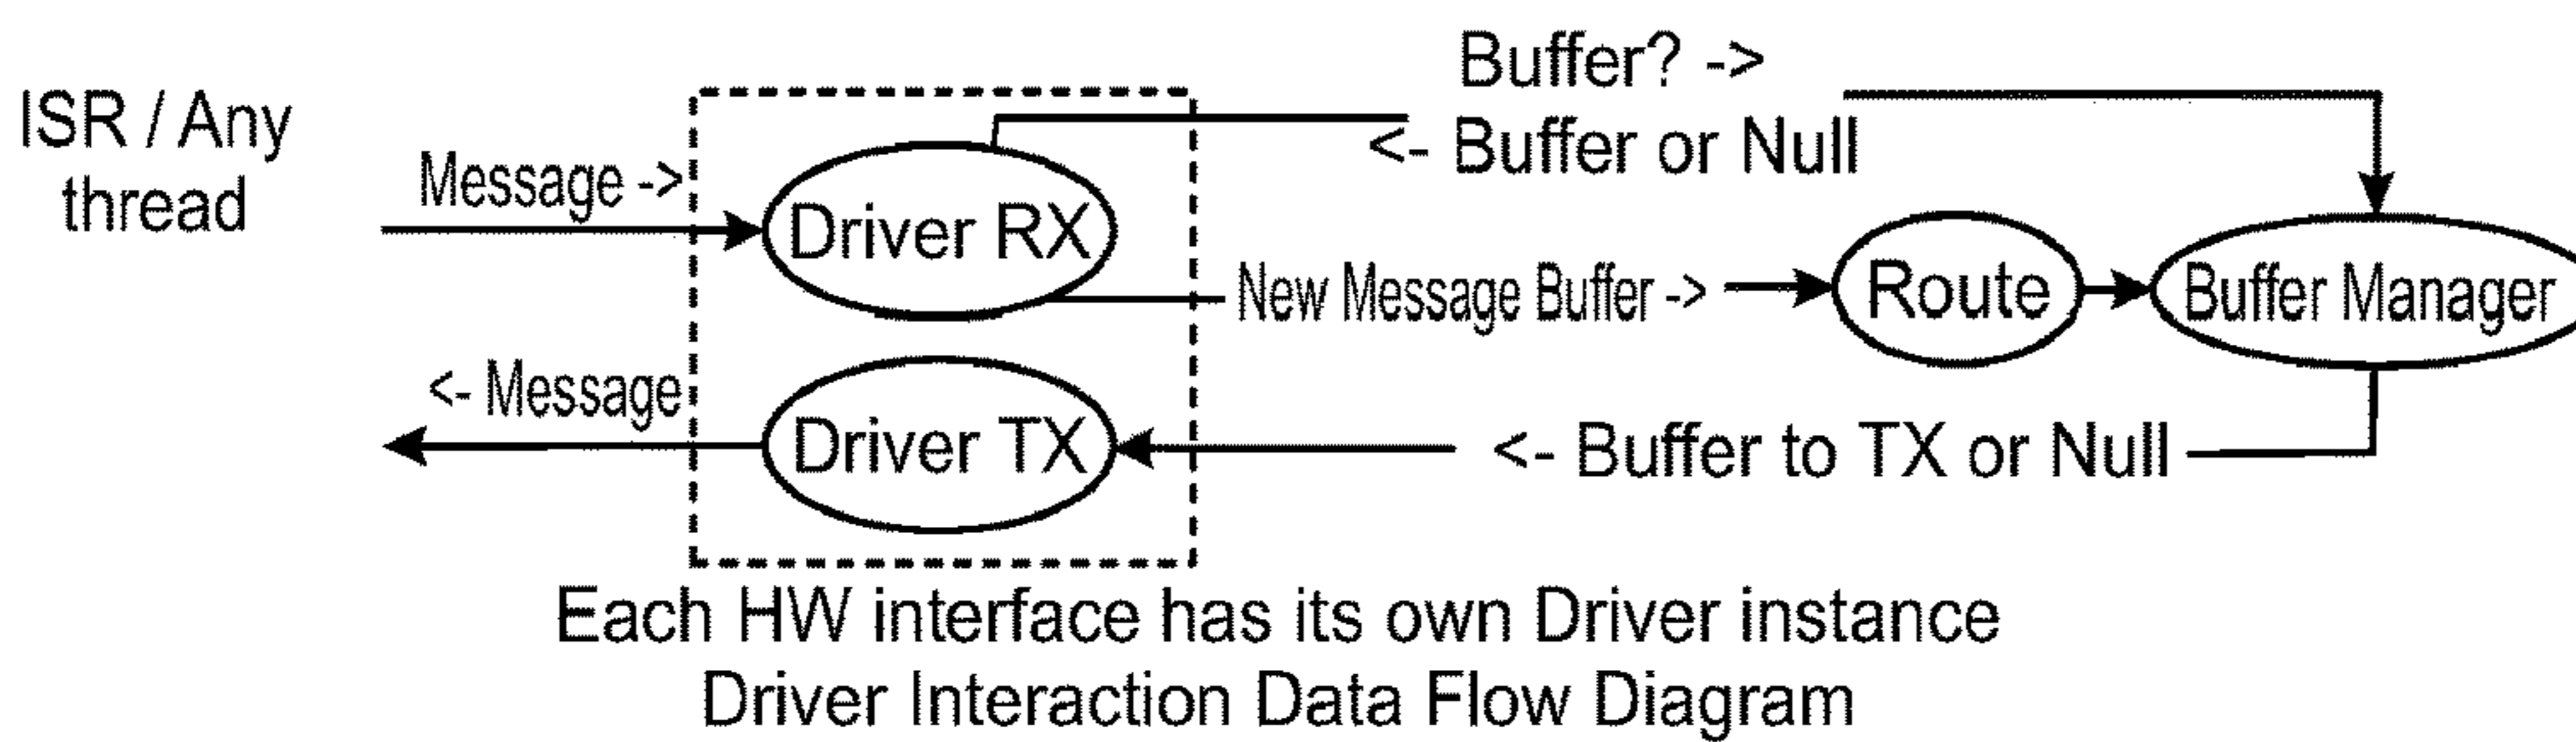 ISR / Any
thread
Message ->
Driver RX
Buffer? ->
<- Buffer or Null
New Message Buffer ->
Route
Buffer Manager
<- Message
Driver TX
<- Buffer to TX or Null
Each HW interface has its own Driver instance
Driver Interaction Data Flow Diagram